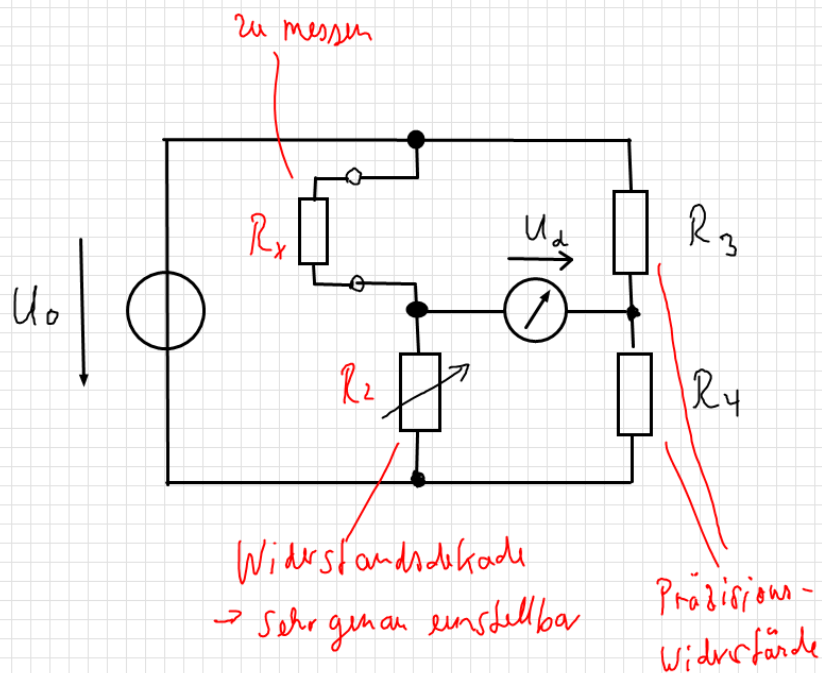 zu messen
Rx
Ud
R3
U0
R2
R4
Widerstandsdekade
→ sehr genau einstellbar
Präzisions-
widerstände